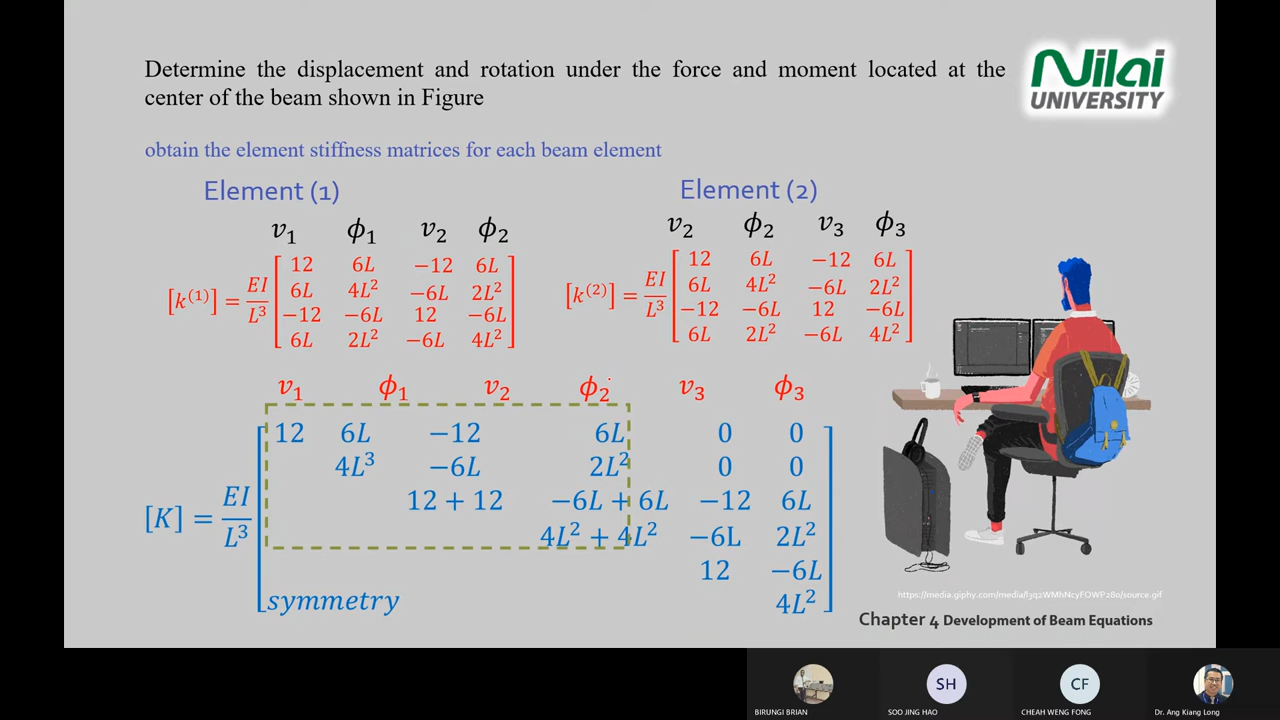 Determine the displacement and rotation under the force and moment located at the
center of the beam shown in Figure
Nilai
UNIVERSITY
obtain the element stiffness matrices for each beam element
Element (1)
v₁ ϕ₁ v₂ ϕ₂
[k⁽¹⁾] = EI/L³
12 6L −12 6L
6L 4L² −6L 2L²
−12 −6L 12 −6L
6L 2L² −6L 4L²
Element (2)
v₂ ϕ₂ v₃ ϕ₃
[k⁽²⁾] = EI/L³
12 6L −12 6L
6L 4L² −6L 2L²
−12 −6L 12 −6L
6L 2L² −6L 4L²
v₁ ϕ₁ v₂ ϕ₂ v₃ ϕ₃
[K] = EI/L³
12 6L −12 6L 0 0
4L³ −6L 2L² 0 0
12 + 12 −6L + 6L −12 6L
4L² + 4L² −6L 2L²
12 −6L
symmetry 4L²
Chapter 4 Development of Beam Equations
BIRUNGI BRIAN
SH
SOO JING HAO
CF
CHEAH WENG FONG
Dr. Ang Kiang Long